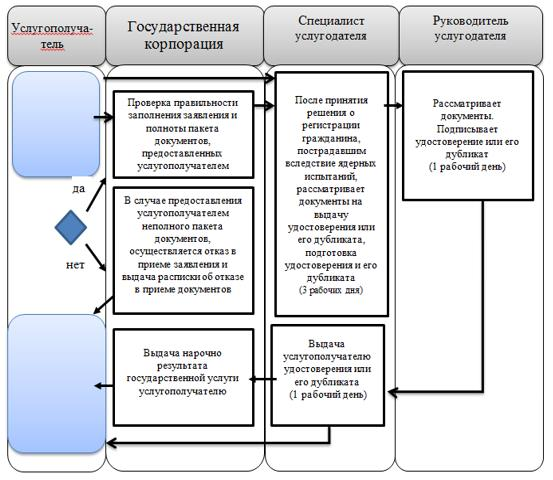 Услугополуча-
тель
Государственная
корпорация
Специалист
услугодателя
Руководитель
услугодателя
Проверка правильности
заполнения заявления и
полноты пакета
документов,
предоставленных
услугополучателем
да
нет
В случае предоставления
услугополучателем
неполного пакета
документов,
осуществляется отказ в
приеме заявления и
выдача расписки об отказе
в приеме документов
Выдача нарочно
результата
государственной услуги
услугополучателю
После принятия
решения о
регистрации
гражданина,
пострадавшим
вследствие ядерных
испытаний,
рассматривает
документы на
выдачу
удостоверения или
его дубликата,
подготовка
удостоверения и его
дубликата
(3 рабочих дня)
Выдача
услугополучателю
удостоверения или
его дубликата
(1 рабочий день)
Рассматривает
документы.
Подписывает
удостоверение или его
дубликат
(1 рабочий день)